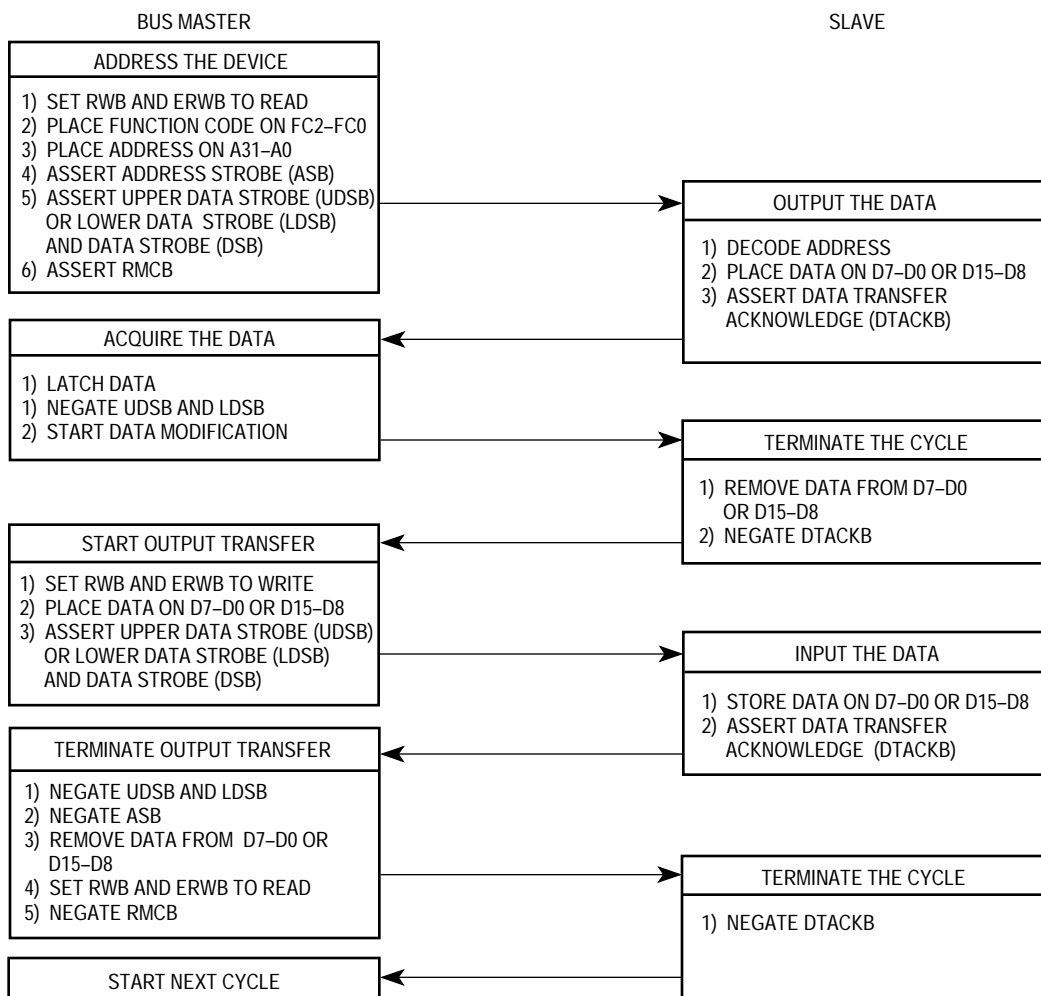 BUS MASTER
SLAVE
ADDRESS THE DEVICE
1) SET RWB AND ERWB TO READ
2) PLACE FUNCTION CODE ON FC2–FC0
3) PLACE ADDRESS ON A31–A0
4) ASSERT ADDRESS STROBE (ASB)
5) ASSERT UPPER DATA STROBE (UDSB)
OR LOWER DATA STROBE (LDSB)
AND DATA STROBE (DSB)
6) ASSERT RMCB
OUTPUT THE DATA
1) DECODE ADDRESS
2) PLACE DATA ON D7–D0 OR D15–D8
3) ASSERT DATA TRANSFER
ACKNOWLEDGE (DTACKB)
ACQUIRE THE DATA
1) LATCH DATA
1) NEGATE UDSB AND LDSB
2) START DATA MODIFICATION
TERMINATE THE CYCLE
1) REMOVE DATA FROM D7–D0
OR D15–D8
2) NEGATE DTACKB
START OUTPUT TRANSFER
1) SET RWB AND ERWB TO WRITE
2) PLACE DATA ON D7–D0 OR D15–D8
3) ASSERT UPPER DATA STROBE (UDSB)
OR LOWER DATA STROBE (LDSB)
AND DATA STROBE (DSB)
INPUT THE DATA
1) STORE DATA ON D7–D0 OR D15–D8
2) ASSERT DATA TRANSFER
ACKNOWLEDGE (DTACKB)
TERMINATE OUTPUT TRANSFER
1) NEGATE UDSB AND LDSB
2) NEGATE ASB
3) REMOVE DATA FROM D7–D0 OR
D15–D8
4) SET RWB AND ERWB TO READ
5) NEGATE RMCB
TERMINATE THE CYCLE
1) NEGATE DTACKB
START NEXT CYCLE